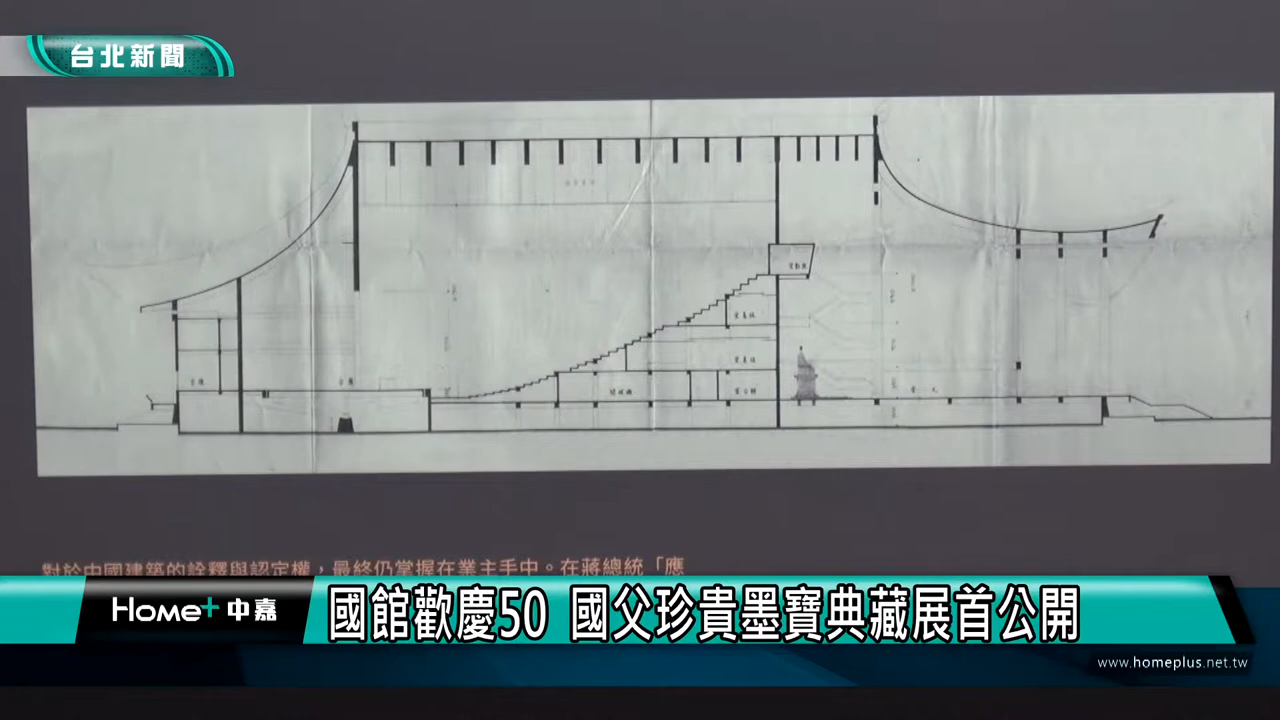 台北新聞
對於中國建築的詮釋與認定權，最終仍掌握在業主手中。在蔣總統「應
Home+中嘉
國館歡慶50 國父珍貴墨寶典藏展首公開
www.homeplus.net.tw